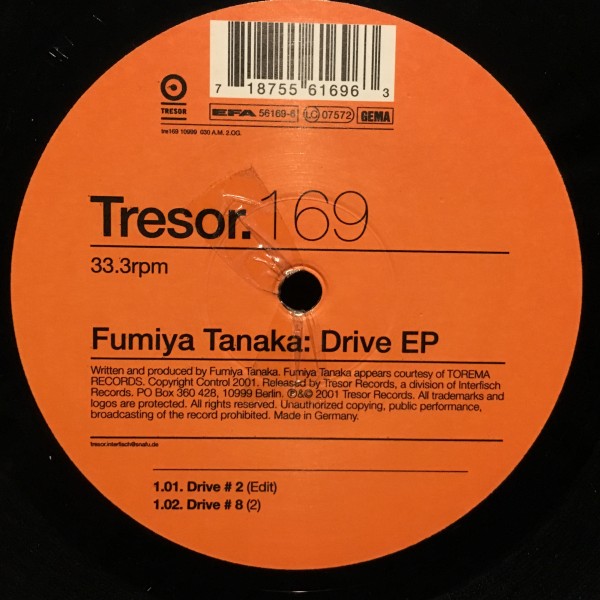 7 18755 61696 3
TRESOR
EFA 56169-6 LC 07572 GEMA
tre169 10999 030 A.M. 2.OG.
Tresor.169
33.3rpm
Fumiya Tanaka: Drive EP
Written and produced by Fumiya Tanaka. Fumiya Tanaka appears courtesy of TOREMA
RECORDS. Copyright Control 2001. Released by Tresor Records, a division of Interfisch
Records. PO Box 360 428, 10999 Berlin. ℗&© 2001 Tresor Records. All trademarks and
logos are protected. All rights reserved. Unauthorized copying, public performance,
broadcasting of the record prohibited. Made in Germany.
tresor.interfisch@snafu.de
1.01. Drive # 2 (Edit)
1.02. Drive # 8 (2)